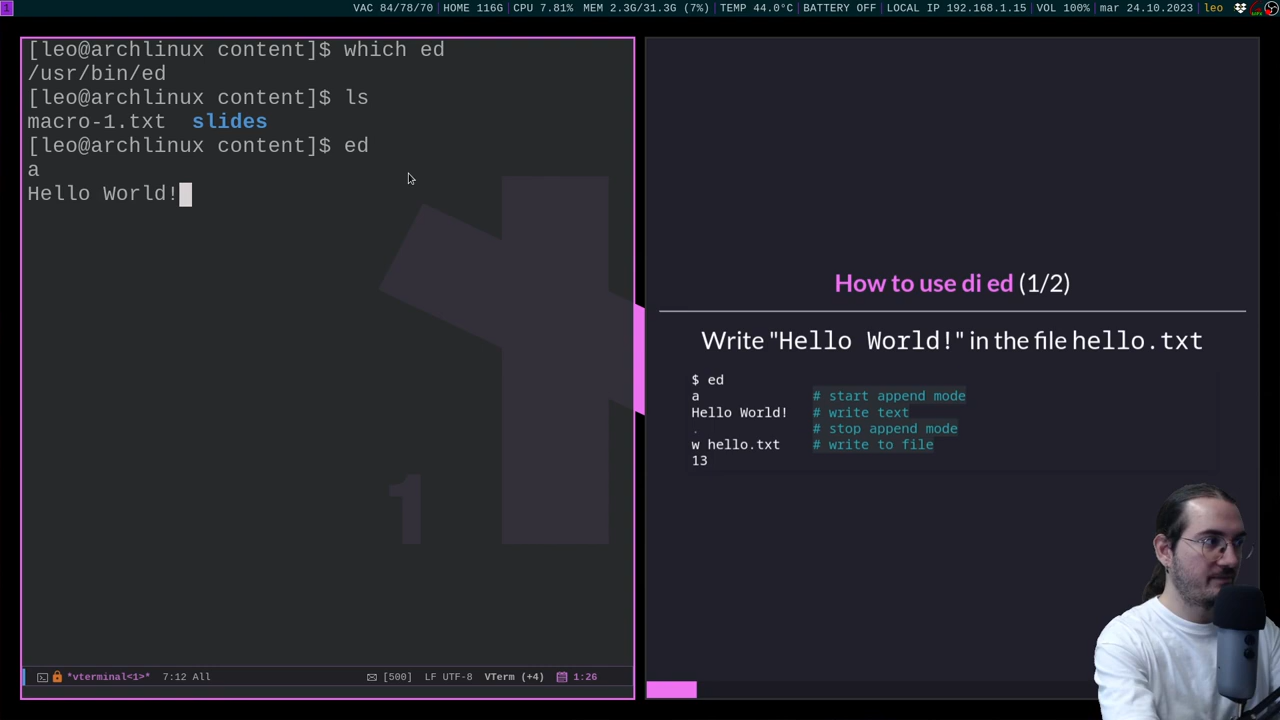 1
VAC 84/78/70 | HOME 116G | CPU 7.81% MEM 2.3G/31.3G (7%) | TEMP 44.0°C | BATTERY OFF | LOCAL IP 192.168.1.15 | VOL 100% | mar 24.10.2023 | leo
[leo@archlinux content]$ which ed
/usr/bin/ed
[leo@archlinux content]$ ls
macro-1.txt  slides
[leo@archlinux content]$ ed
a
Hello World!
1
*vterminal<1>*  7:12 All  [500]  LF UTF-8  VTerm (+4)  1:26
How to use di ed (1/2)
Write "Hello World!" in the file hello.txt
$ ed
a  # start append mode
Hello World!  # write text
.  # stop append mode
w hello.txt  # write to file
13